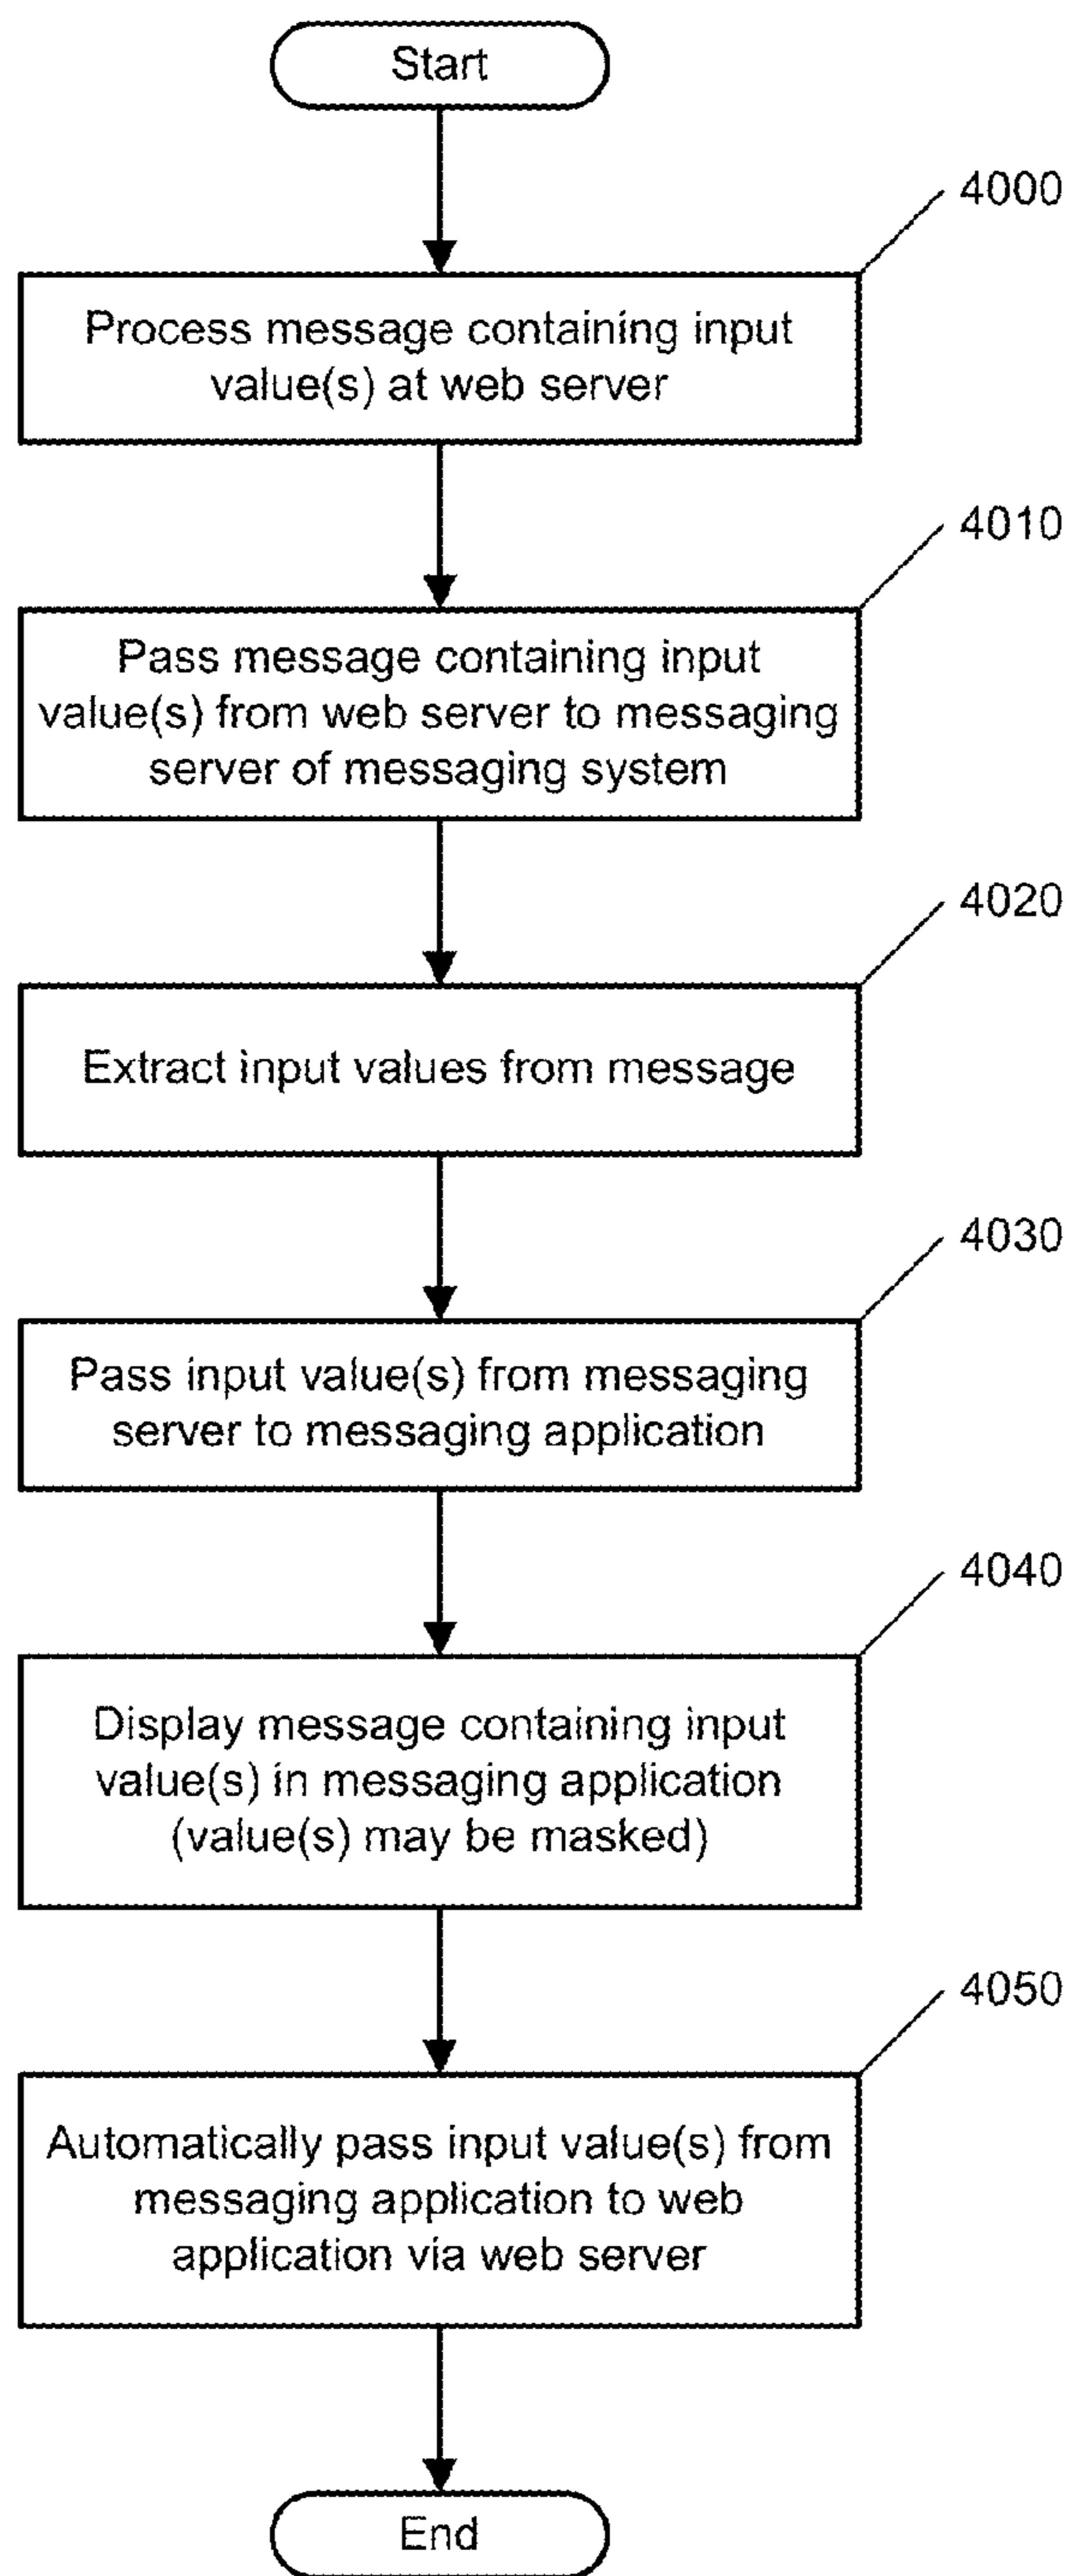 Start
4000
Process message containing input
value(s) at web server
4010
Pass message containing input
value(s) from web server to messaging
server of messaging system
4020
Extract input values from message
4030
Pass input value(s) from messaging
server to messaging application
4040
Display message containing input
value(s) in messaging application
(value(s) may be masked)
4050
Automatically pass input value(s) from
messaging application to web
application via web server
End